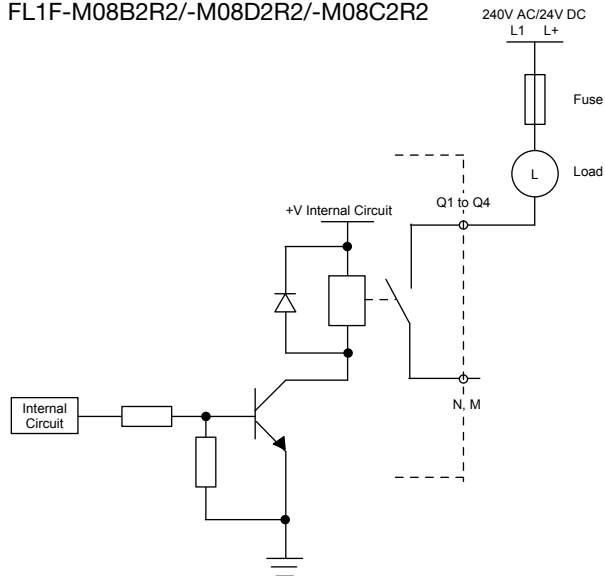 FL1F-M08B2R2/-M08D2R2/-M08C2R2
240V AC/24V DC
L1 L+
Fuse
L
Load
Q1 to Q4
+V Internal Circuit
N, M
Internal
Circuit